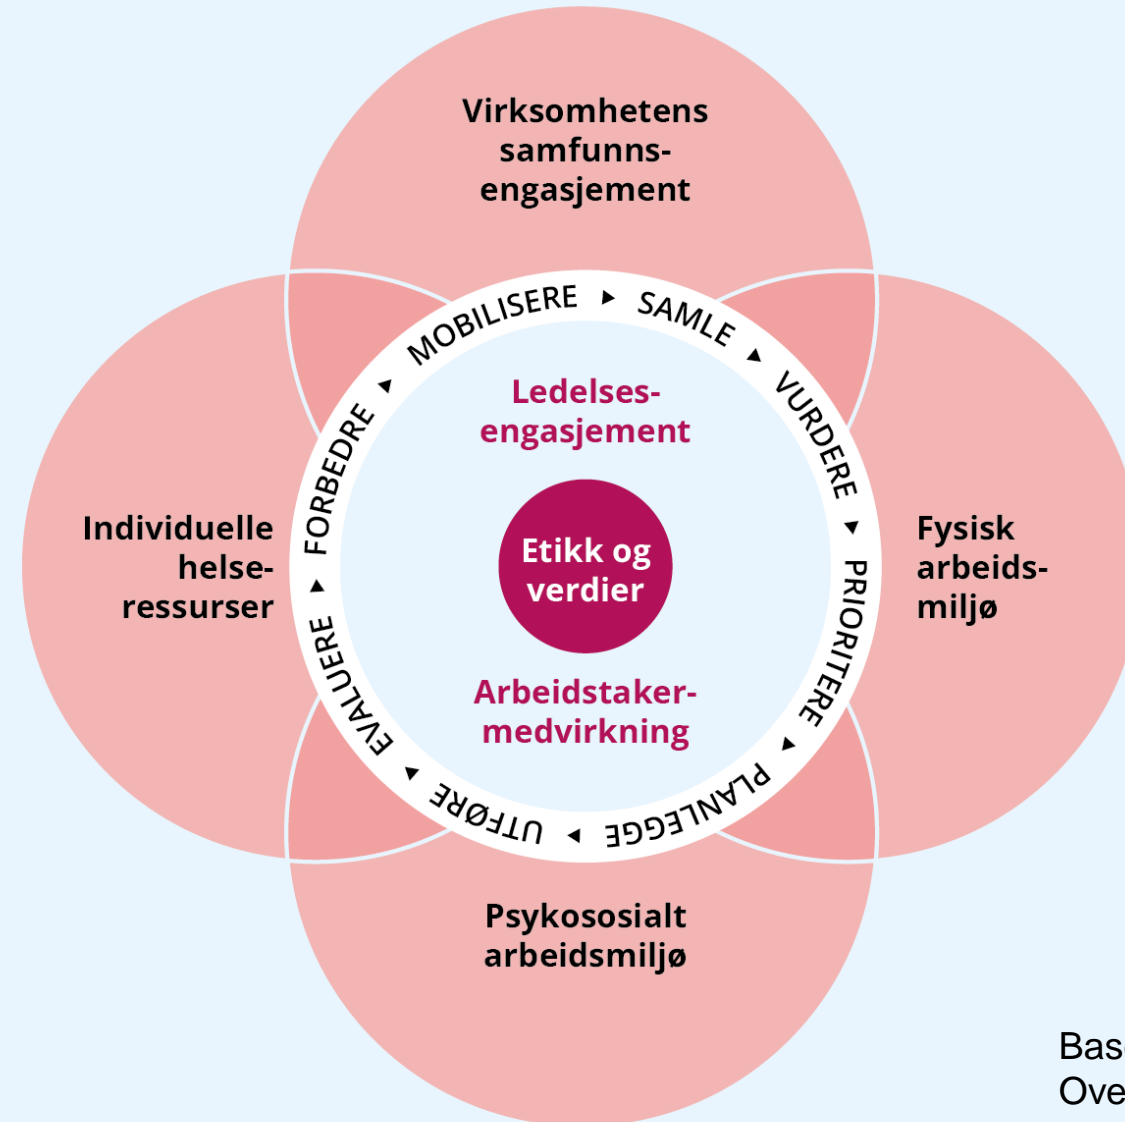 Virksomhetens
samfunns-
engasjement
MOBILISERE ▸ SAMLE ▸ VURDERE ▸ PRIORITERE ▸ PLANLEGGE ▸ UTFØRE ▸ EVALUERE ▸ FORBEDRE ▸
Ledelses-
engasjement
Individuelle
helse-
ressurser
Etikk og
verdier
Fysisk
arbeids-
miljø
Arbeidstaker-
medvirkning
Psykososialt
arbeidsmiljø